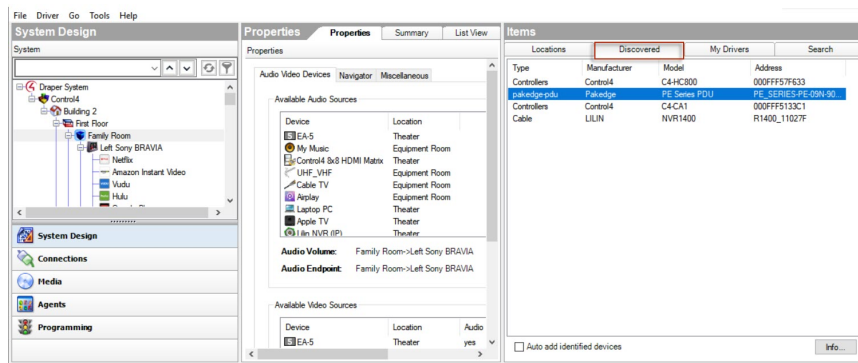 File Driver Go Tools Help
System Design
System
Draper System
Control4
Building 2
First Floor
Family Room
Left Sony BRAVIA
Netflix
Amazon Instant Video
Vudu
Hulu
System Design
Connections
Media
Agents
Programming
Properties Properties Summary List View
Properties
Audio Video Devices Navigator Miscellaneous
Available Audio Sources
Device Location
EA-5 Theater
My Music Equipment Room
Control4 8x8 HDMI Matrix Theater
UHF_VHF Equipment Room
Cable TV Equipment Room
Airplay Equipment Room
Laptop PC Theater
Apple TV Theater
Lilin NVR (IP) Theater
Audio Volume: Family Room->Left Sony BRAVIA
Audio Endpoint: Family Room->Left Sony BRAVIA
Available Video Sources
Device Location Audio
EA-5 Theater yes
Items
Locations Discovered My Drivers Search
Type Manufacturer Model Address
Controllers Control4 C4-HC800 000FFF57F633
pakedge-pdu Pakedge PE Series PDU PE_SERIES-PE-09N-90...
Controllers Control4 C4-CA1 000FFF5133C1
Cable LILIN NVR1400 R1400_11027F
Auto add identified devices Info...